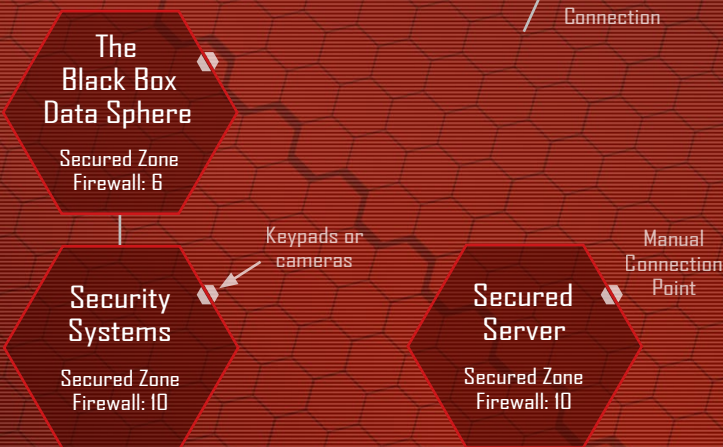 Connection
The
Black Box
Data Sphere
Secured Zone
Firewall: 6
Keypads or
cameras
Manual
Connection
Point
Security
Systems
Secured Zone
Firewall: 10
Secured
Server
Secured Zone
Firewall: 10